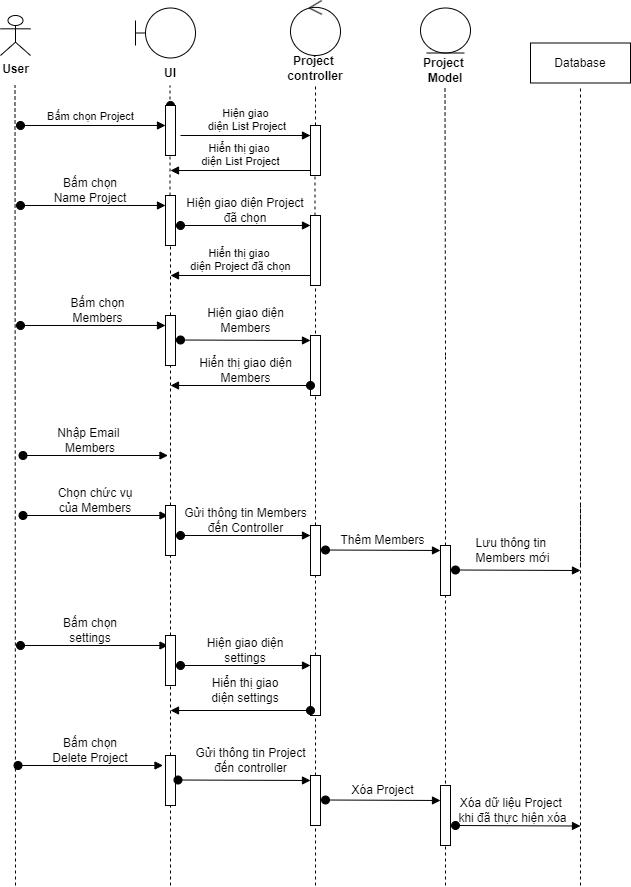 User
UI
Project
controller
Project
Model
Database
Bấm chọn Project
Hiện giao
diện List Project
Hiển thị giao
diện List Project
Bấm chọn
Name Project
Hiện giao diện Project
đã chọn
Hiển thị giao
diện Project đã chọn
Bấm chọn
Members
Hiện giao diện
Members
Hiển thị giao diện
Members
Nhập Email
Members
Chọn chức vụ
của Members
Gửi thông tin Members
đến Controller
Thêm Members
Lưu thông tin
Members mới
Bấm chọn
settings
Hiện giao diện
settings
Hiển thị giao
diện settings
Bấm chọn
Delete Project
Gửi thông tin Project
đến controller
Xóa Project
Xóa dữ liệu Project
khi đã thực hiện xóa